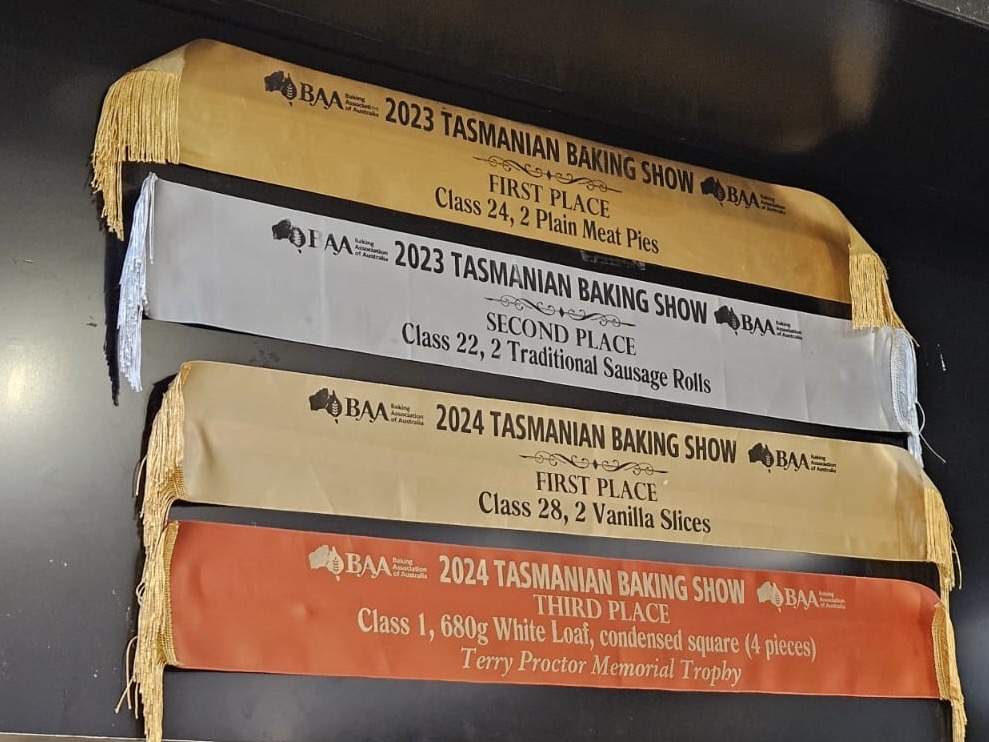 BAA Baking Association of Australia 2023 TASMANIAN BAKING SHOW BAA Baking Association of Australia
FIRST PLACE
Class 24, 2 Plain Meat Pies
BAA Baking Association of Australia 2023 TASMANIAN BAKING SHOW BAA Baking Association of Australia
SECOND PLACE
Class 22, 2 Traditional Sausage Rolls
BAA Baking Association of Australia 2024 TASMANIAN BAKING SHOW BAA Baking Association of Australia
FIRST PLACE
Class 28, 2 Vanilla Slices
BAA Baking Association of Australia 2024 TASMANIAN BAKING SHOW BAA Baking Association of Australia
THIRD PLACE
Class 1, 680g White Loaf, condensed square (4 pieces)
Terry Proctor Memorial Trophy